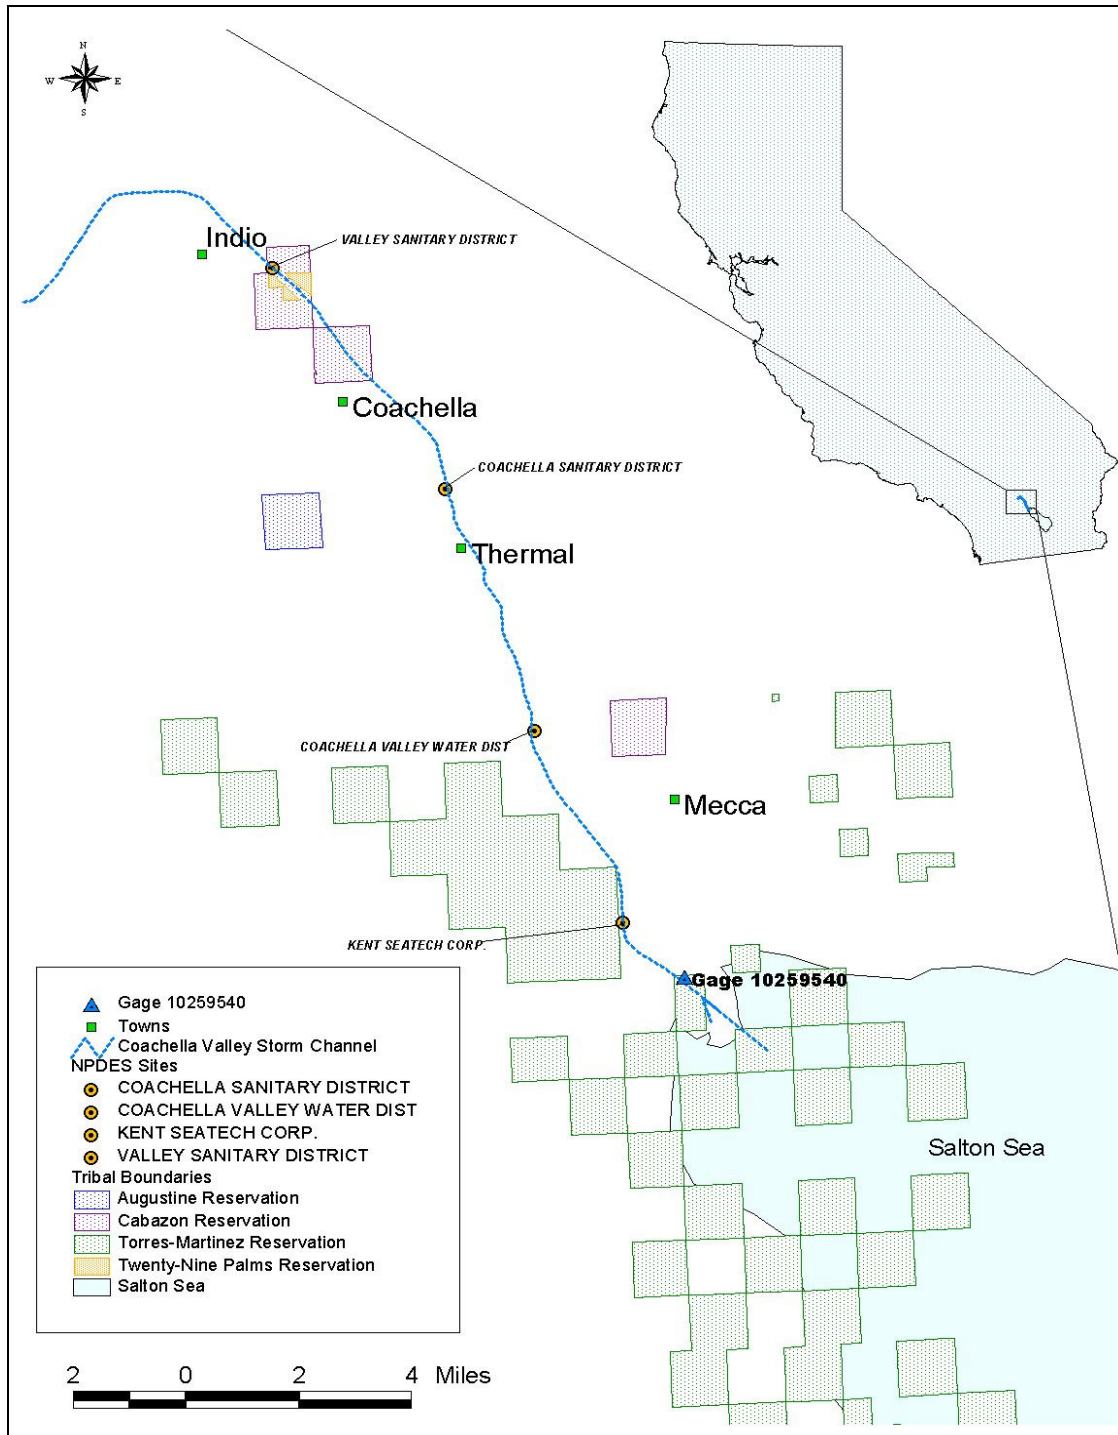 N
W E
S
Indio
VALLEY SANITARY DISTRICT
Coachella
COACHELLA SANITARY DISTRICT
Thermal
COACHELLA VALLEY WATER DIST
Mecca
KENT SEATECH CORP.
Gage 10259540
Salton Sea
Gage 10259540
Towns
Coachella Valley Storm Channel
NPDES Sites
COACHELLA SANITARY DISTRICT
COACHELLA VALLEY WATER DIST
KENT SEATECH CORP.
VALLEY SANITARY DISTRICT
Tribal Boundaries
Augustine Reservation
Cabazon Reservation
Torres-Martinez Reservation
Twenty-Nine Palms Reservation
Salton Sea
2 0 2 4 Miles